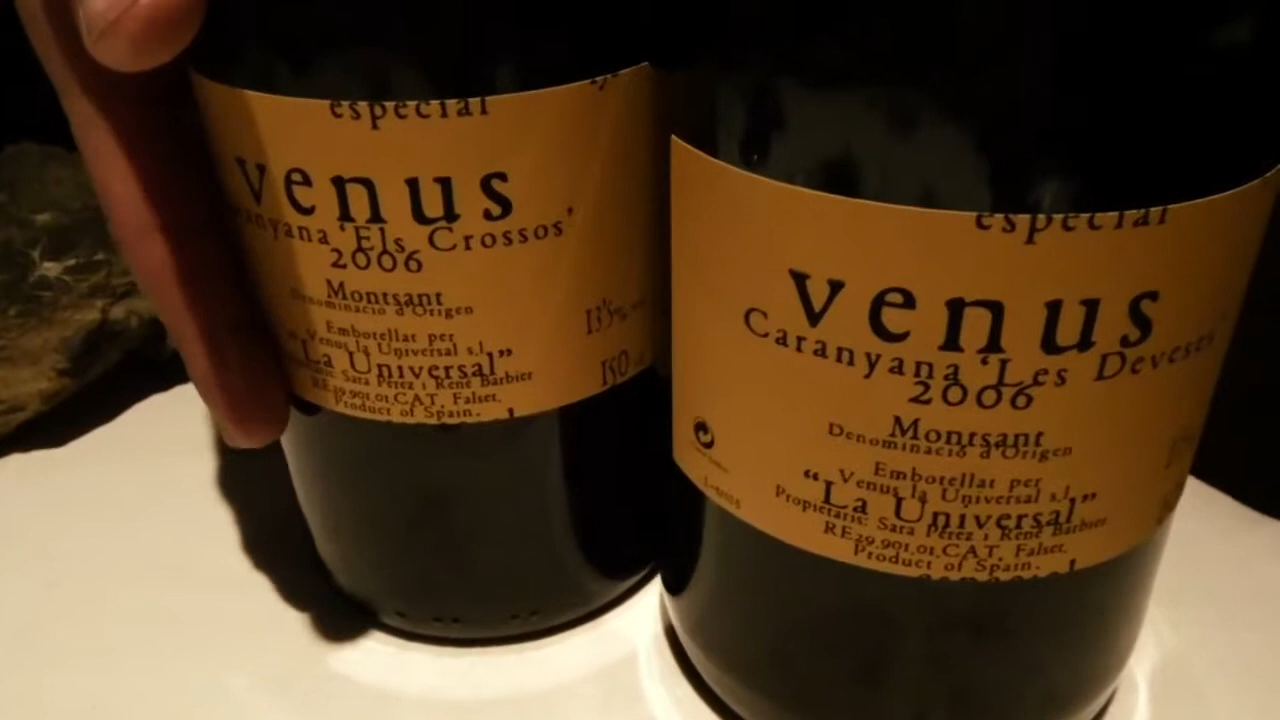 especial
venus
anyana 'Els Crossos'
2006
Montsant
Denominació d'Origen
Embotellat per
Venus la Universal s.l.
"La Universal"
Sara Pérez i René Barbier
RE29.901.01.CAT. Falset.
Product of Spain.
13'5%
150
especial
venus
Caranyana 'Les Deveses'
2006
Montsant
Denominació d'Origen
Embotellat per
Venus la Universal s.l.
"La Universal"
Propietaris: Sara Pérez i René Barbier
RE29.901.01.CAT. Falset.
Product of Spain.
especial